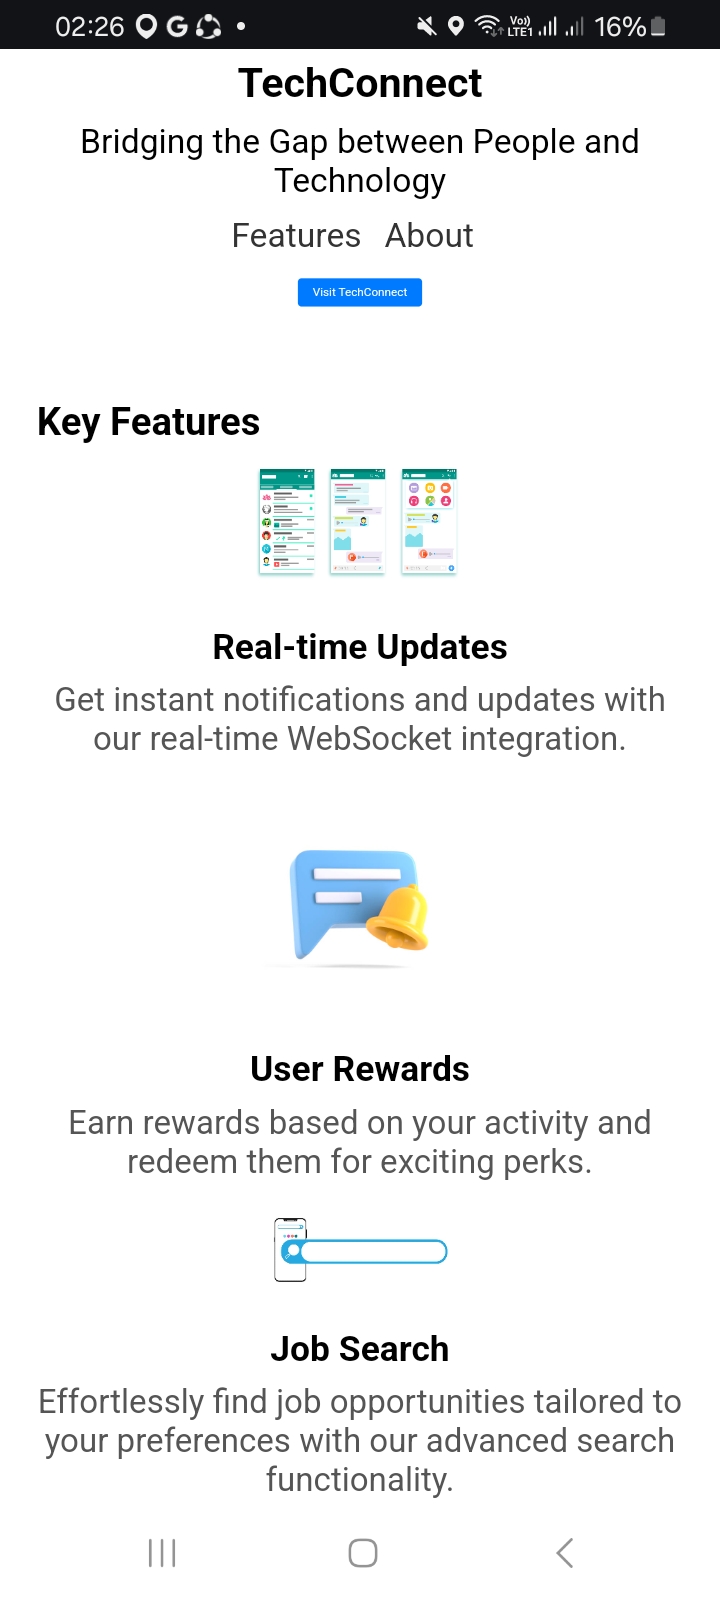 02:26
Vo)) LTE1 16%
TechConnect
Bridging the Gap between People and
Technology
Features About
Visit TechConnect
Key Features
Real-time Updates
Get instant notifications and updates with
our real-time WebSocket integration.
User Rewards
Earn rewards based on your activity and
redeem them for exciting perks.
Job Search
Effortlessly find job opportunities tailored to
your preferences with our advanced search
functionality.